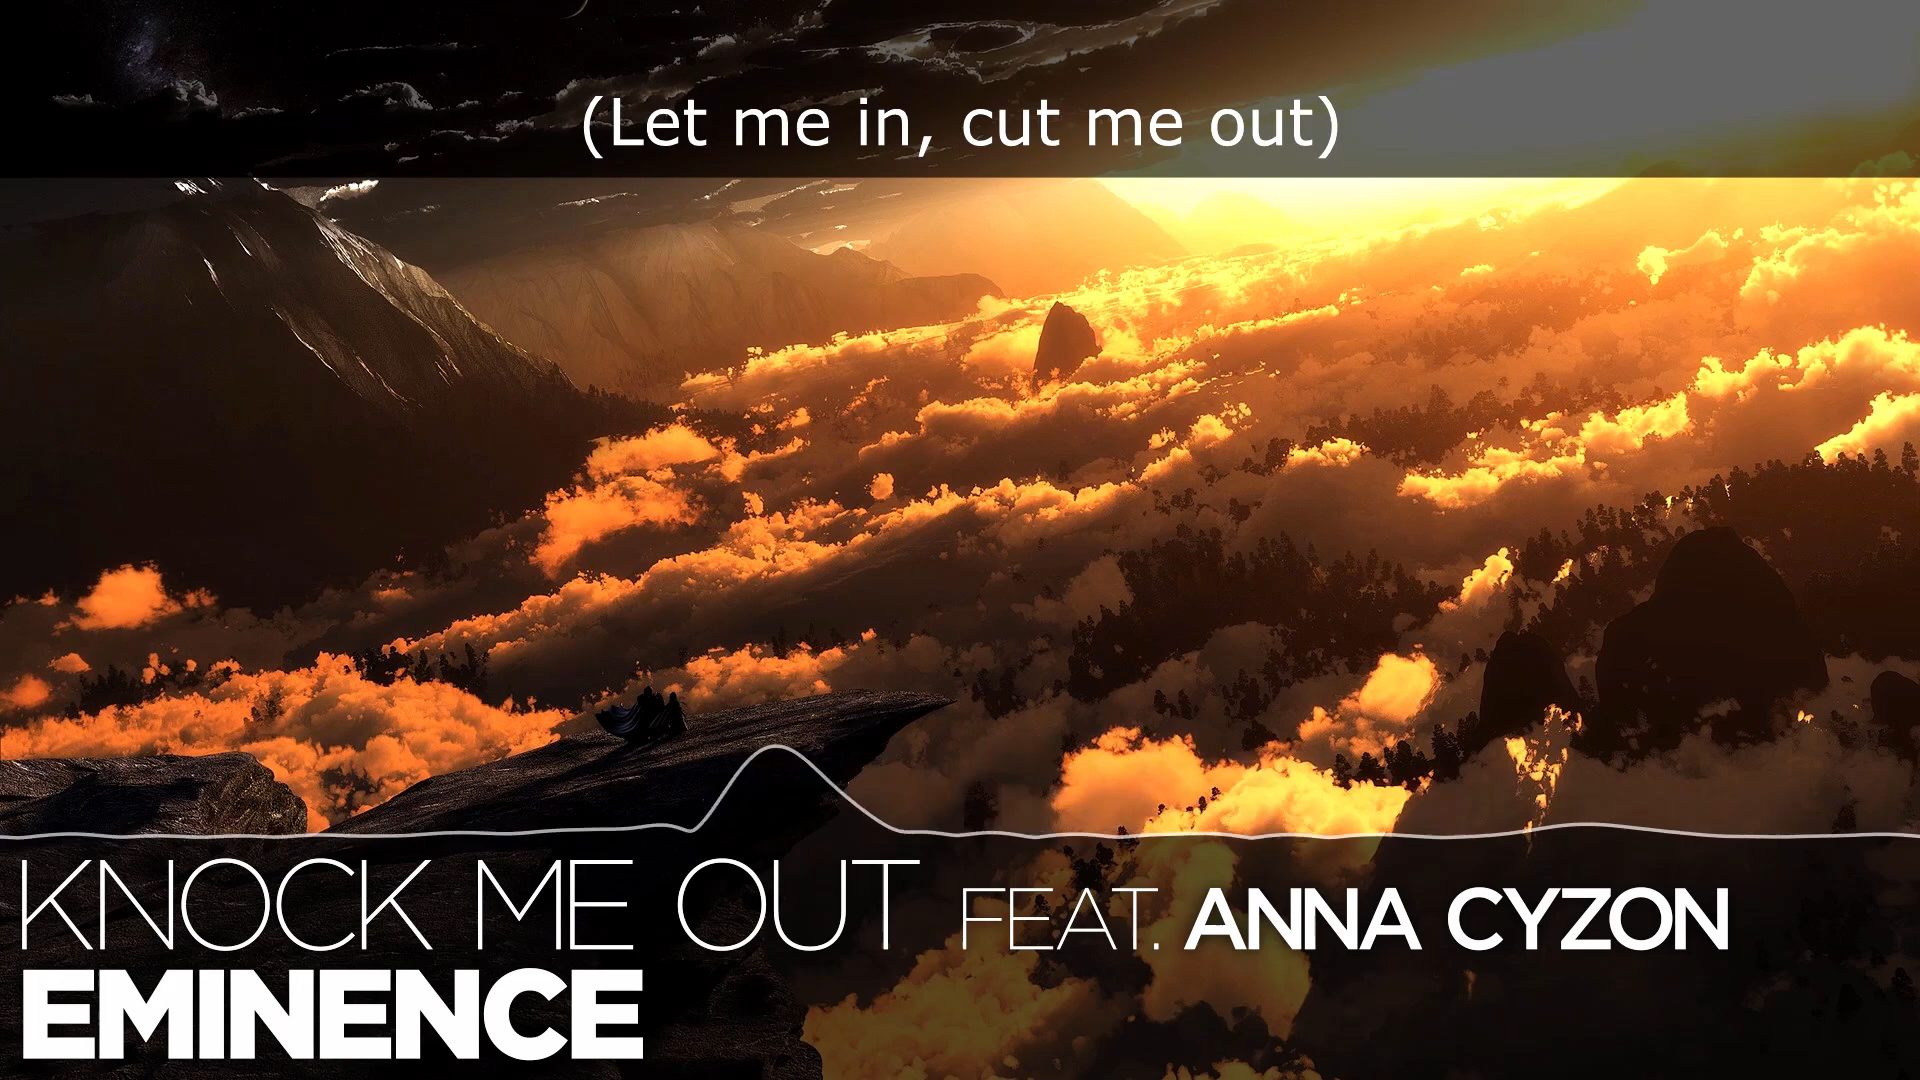 (Let me in, cut me out)
KNOCK ME OUT FEAT. ANNA CYZON
EMINENCE